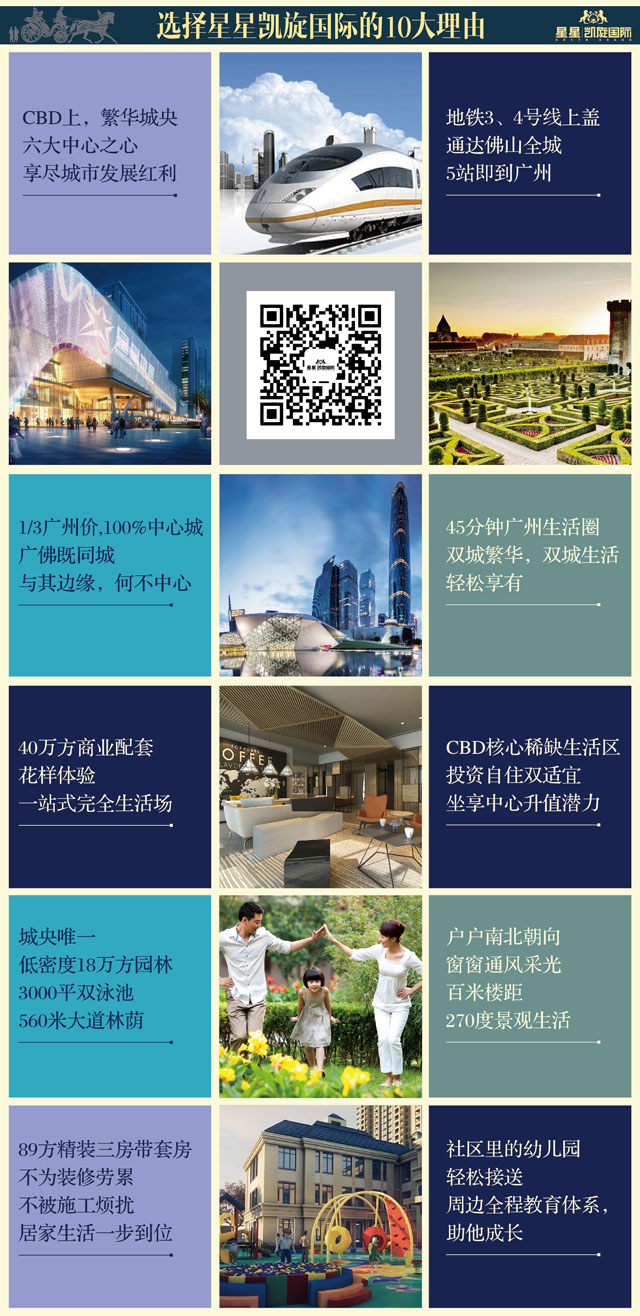 选择星星凯旋国际的10大理由
星星 凯旋国际
CBD上，繁华城央
六大中心之心
享尽城市发展红利
地铁3、4号线上盖
通达佛山全城
5站即到广州
星星 凯旋国际
1/3广州价,100%中心城
广佛既同城
与其边缘，何不中心
45分钟广州生活圈
双城繁华，双城生活
轻松享有
40万方商业配套
花样体验
一站式完全生活场
OFFEE
CBD核心稀缺生活区
投资自住双适宜
坐享中心升值潜力
城央唯一
低密度18万方园林
3000平双泳池
560米大道林荫
户户南北朝向
窗窗通风采光
百米楼距
270度景观生活
89方精装三房带套房
不为装修劳累
不被施工烦扰
居家生活一步到位
社区里的幼儿园
轻松接送
周边全程教育体系，
助他成长